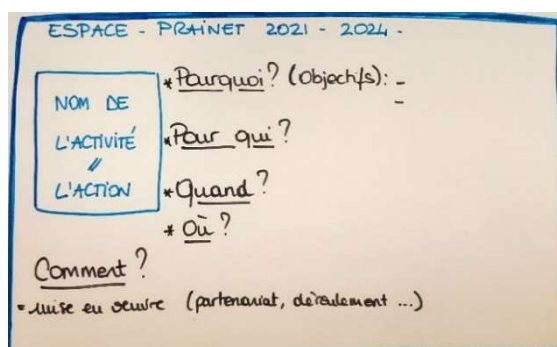 ESPACE - PRAINET 2021 - 2024 -
NOM DE
L'ACTIVITÉ
//
L'ACTION
* Pourquoi? (Objectifs): -
-
* Pour qui?
* Quand?
* Où?
Comment?
- mise en œuvre (partenariat, déroulement ...)